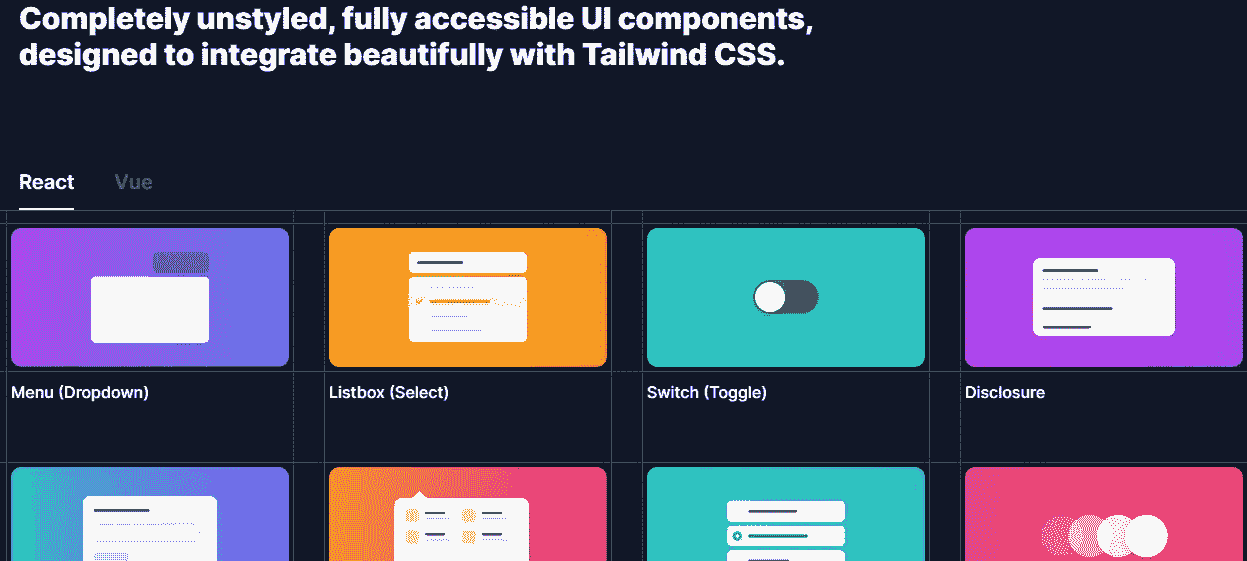 Completely unstyled, fully accessible UI components,
designed to integrate beautifully with Tailwind CSS.
React Vue
Menu (Dropdown) Listbox (Select) Switch (Toggle) Disclosure